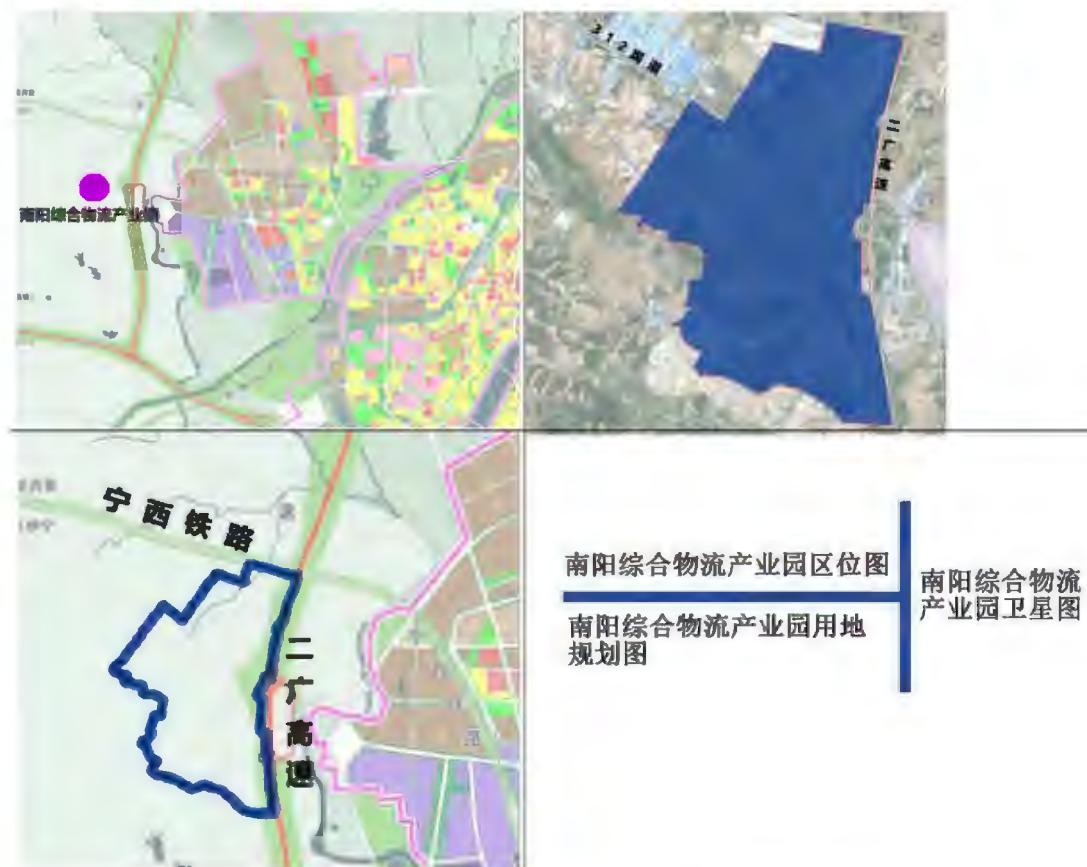 南阳综合物流产业园
312国道
二广高速
宁西铁路
二广高速
南阳综合物流产业园区位图
南阳综合物流产业园用地
规划图
南阳综合物流
产业园卫星图